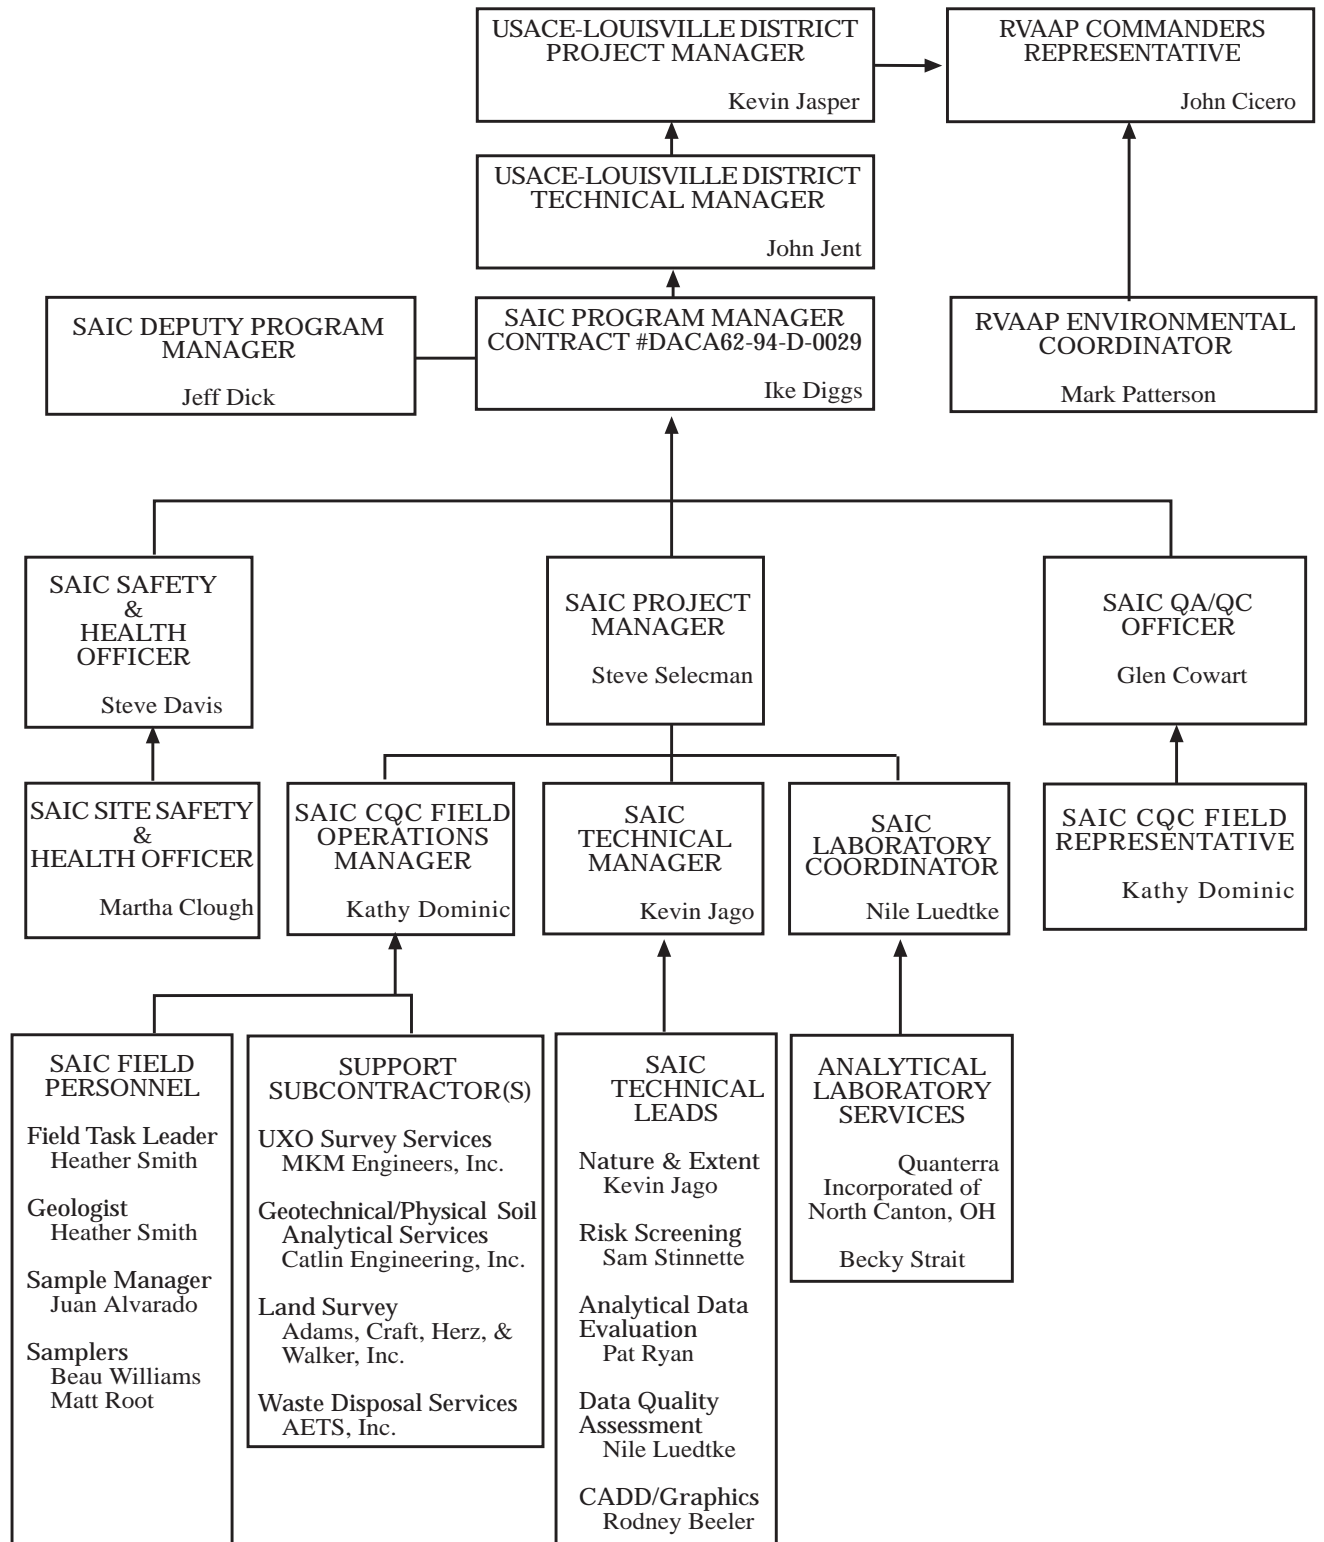 USACE-LOUISVILLE DISTRICT
PROJECT MANAGER
Kevin Jasper
RVAAP COMMANDERS
REPRESENTATIVE
John Cicero
USACE-LOUISVILLE DISTRICT
TECHNICAL MANAGER
John Jent
SAIC DEPUTY PROGRAM
MANAGER
Jeff Dick
SAIC PROGRAM MANAGER
CONTRACT #DACA62-94-D-0029
Ike Diggs
RVAAP ENVIRONMENTAL
COORDINATOR
Mark Patterson
SAIC SAFETY
&
HEALTH
OFFICER
Steve Davis
SAIC PROJECT
MANAGER
Steve Selecman
SAIC QA/QC
OFFICER
Glen Cowart
SAIC SITE SAFETY
&
HEALTH OFFICER
Martha Clough
SAIC CQC FIELD
OPERATIONS
MANAGER
Kathy Dominic
SAIC
TECHNICAL
MANAGER
Kevin Jago
SAIC
LABORATORY
COORDINATOR
Nile Luedtke
SAIC CQC FIELD
REPRESENTATIVE
Kathy Dominic
SAIC FIELD
PERSONNEL
Field Task Leader
Heather Smith
Geologist
Heather Smith
Sample Manager
Juan Alvarado
Samplers
Beau Williams
Matt Root
SUPPORT
SUBCONTRACTOR(S)
UXO Survey Services
MKM Engineers, Inc.
Geotechnical/Physical Soil
Analytical Services
Catlin Engineering, Inc.
Land Survey
Adams, Craft, Herz, &
Walker, Inc.
Waste Disposal Services
AETS, Inc.
SAIC
TECHNICAL
LEADS
Nature & Extent
Kevin Jago
Risk Screening
Sam Stinnette
Analytical Data
Evaluation
Pat Ryan
Data Quality
Assessment
Nile Luedtke
CADD/Graphics
Rodney Beeler
ANALYTICAL
LABORATORY
SERVICES
Quanterra
Incorporated of
North Canton, OH
Becky Strait